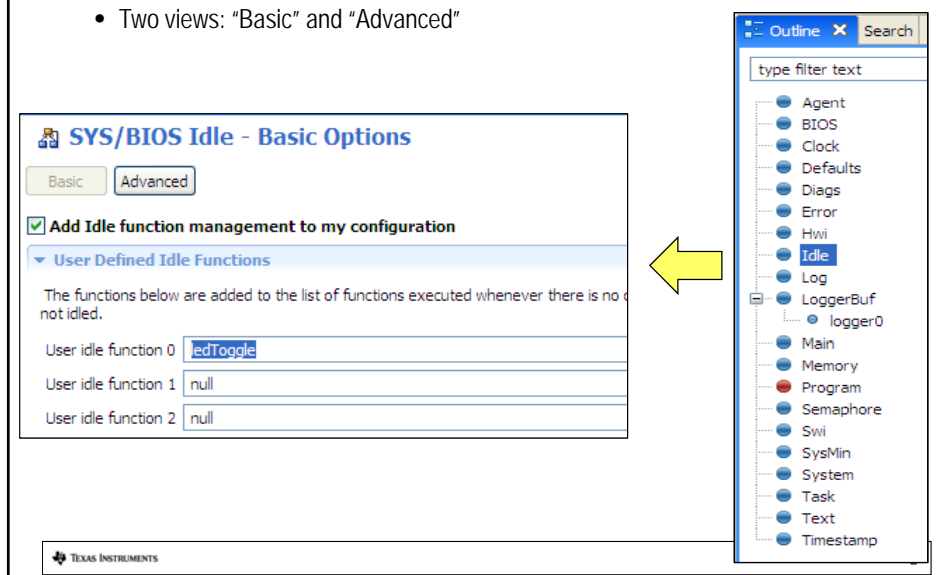 • Two views: “Basic” and “Advanced”
SYS/BIOS Idle - Basic Options
Basic
Advanced
Add Idle function management to my configuration
User Defined Idle Functions
The functions below are added to the list of functions executed whenever there is no
not idled.
User idle function 0 ledToggle
User idle function 1 null
User idle function 2 null
Outline
Search
type filter text
Agent
BIOS
Clock
Defaults
Diags
Error
Hwi
Idle
Log
LoggerBuf
logger0
Main
Memory
Program
Semaphore
Swi
SysMin
System
Task
Text
Timestamp
TEXAS INSTRUMENTS